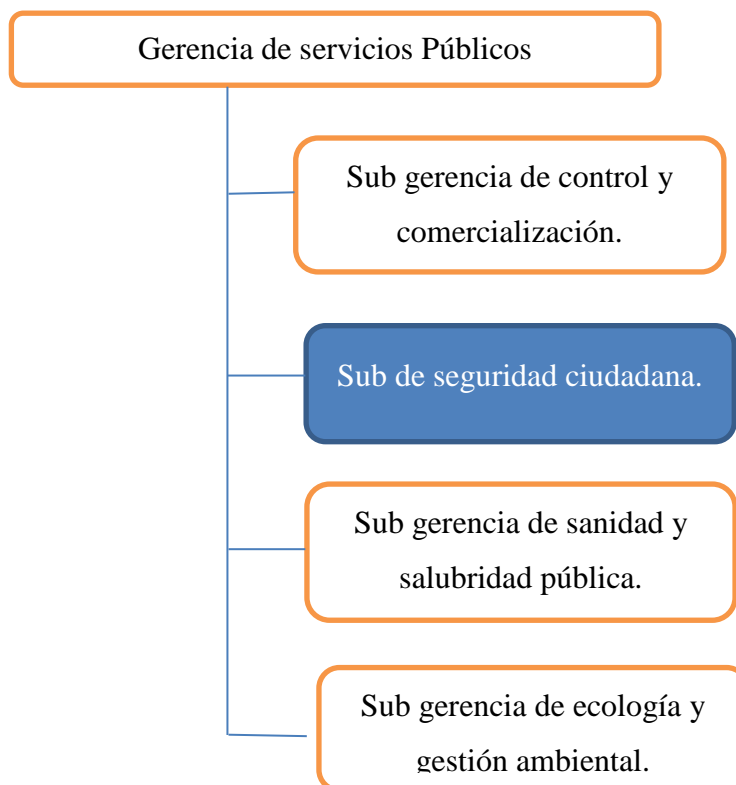 Gerencia de servicios Públicos
Sub gerencia de control y
comercialización.
Sub de seguridad ciudadana.
Sub gerencia de sanidad y
salubridad pública.
Sub gerencia de ecología y
gestión ambiental.